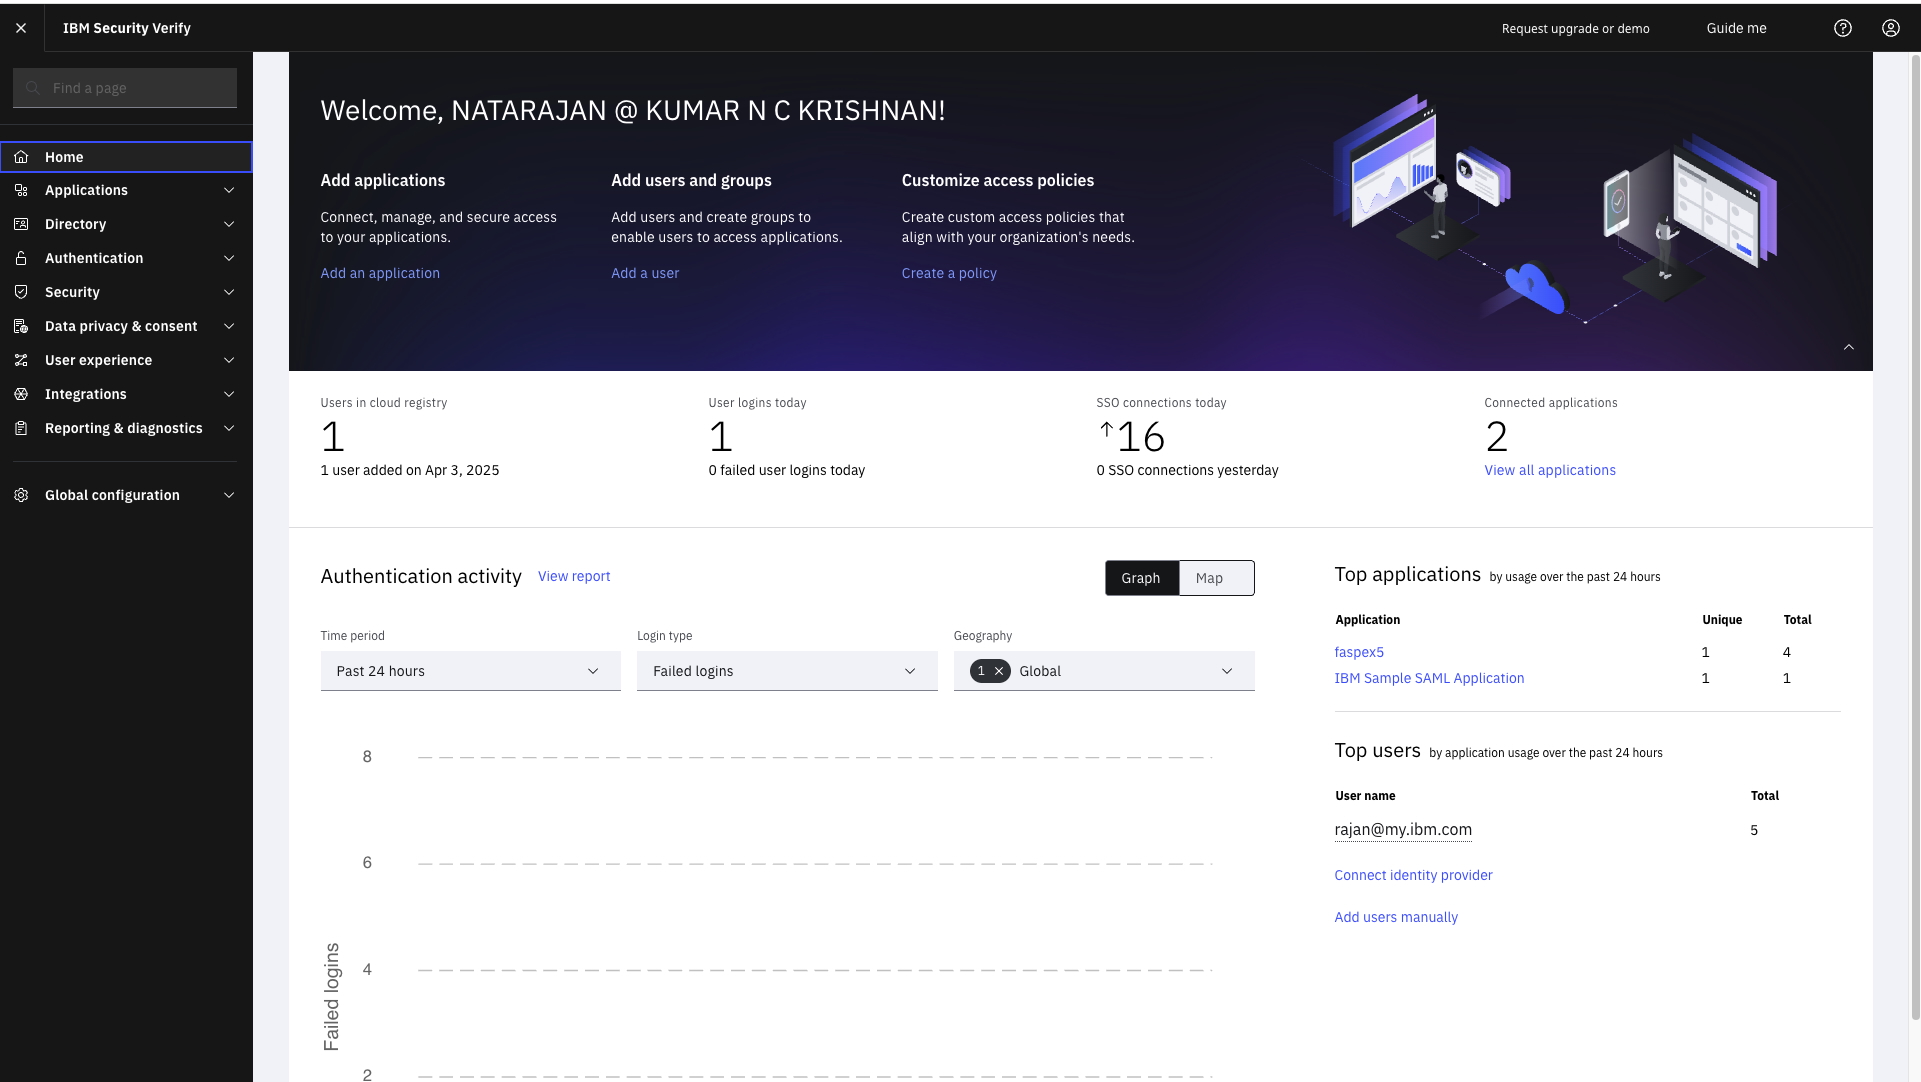 IBM Security Verify
Request upgrade or demo
Guide me
Find a page
Home
Applications
Directory
Authentication
Security
Data privacy & consent
User experience
Integrations
Reporting & diagnostics
Global configuration
Welcome, NATARAJAN @ KUMAR N C KRISHNAN!
Add applications
Connect, manage, and secure access
to your applications.
Add an application
Add users and groups
Add users and create groups to
enable users to access applications.
Add a user
Customize access policies
Create custom access policies that
align with your organization's needs.
Create a policy
Users in cloud registry
1
1 user added on Apr 3, 2025
User logins today
1
0 failed user logins today
SSO connections today
↑16
0 SSO connections yesterday
Connected applications
2
View all applications
Authentication activity View report
Graph Map
Time period
Past 24 hours
Login type
Failed logins
Geography
1 × Global
8
6
4
2
Failed logins
Top applications by usage over the past 24 hours
Application Unique Total
faspex5 1 4
IBM Sample SAML Application 1 1
Top users by application usage over the past 24 hours
User name Total
rajan@my.ibm.com 5
Connect identity provider
Add users manually